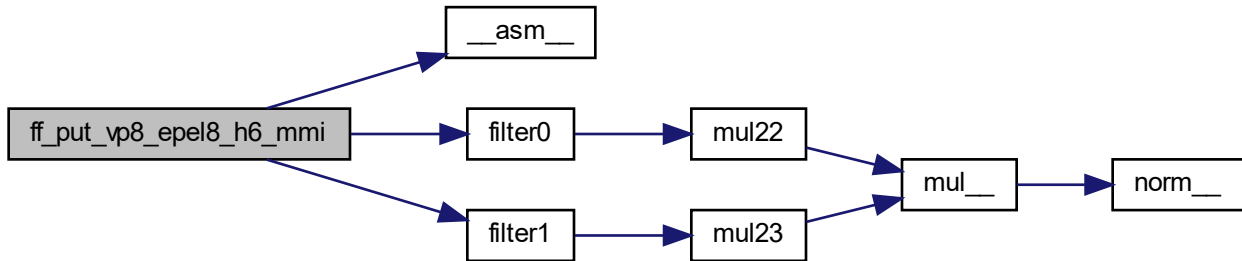 __asm__
ff_put_vp8_epel8_h6_mmi
filter0
mul22
mul__
norm__
filter1
mul23